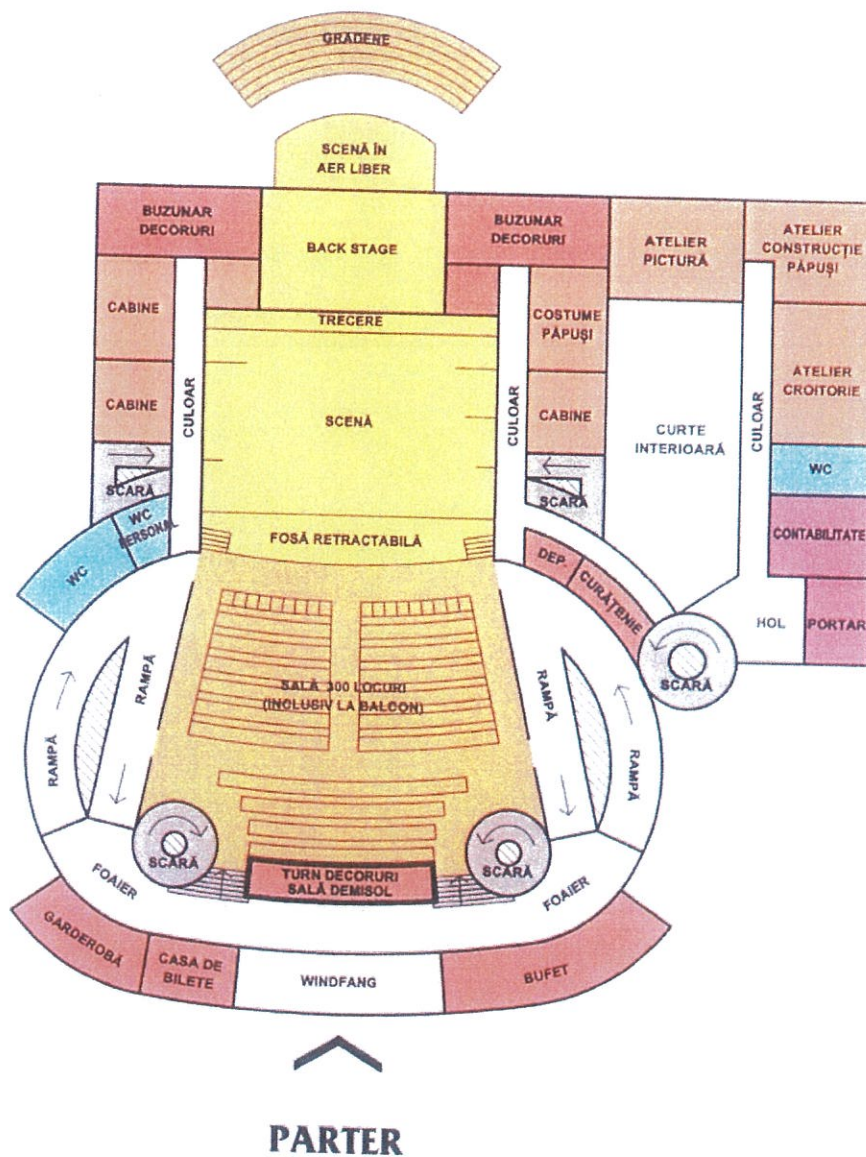 GRADENE
SCENĂ ÎN
AER LIBER
BUZUNAR
DECORURI
BACK STAGE
BUZUNAR
DECORURI
ATELIER
PICTURĂ
ATELIER
CONSTRUCȚIE
PĂPUȘI
CABINE
TRECERE
COSTUME
PĂPUȘI
CABINE
CULOAR
SCENĂ
CULOAR
CABINE
CURTE
INTERIOARĂ
CULOAR
ATELIER
CROITORIE
SCARĂ
SCARĂ
WC
WC
WC
PERSONAL
FOSĂ RETRACTABILĂ
DEP.
CURĂȚENIE
CONTABILITATE
HOL
PORTAR
SCARĂ
RAMPĂ
RAMPĂ
SALĂ 300 LOCURI
(INCLUSIV LA BALCON)
RAMPĂ
RAMPĂ
SCARĂ
SCARĂ
TURN DECORURI
SALĂ DEMISOL
FOAIER
FOAIER
GARDEROBĂ
CASA DE
BILETE
WINDFANG
BUFET
PARTER